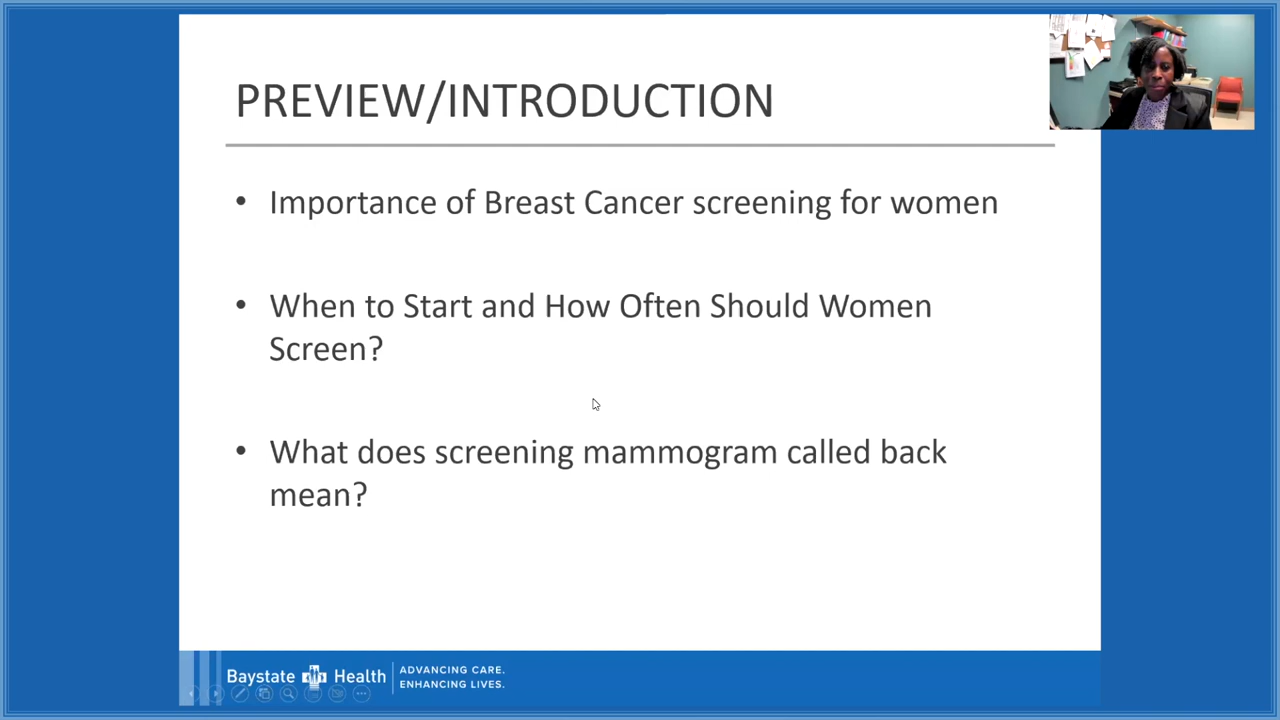 PREVIEW/INTRODUCTION
• Importance of Breast Cancer screening for women
• When to Start and How Often Should Women
Screen?
• What does screening mammogram called back
mean?
Baystate Health
ADVANCING CARE.
ENHANCING LIVES.